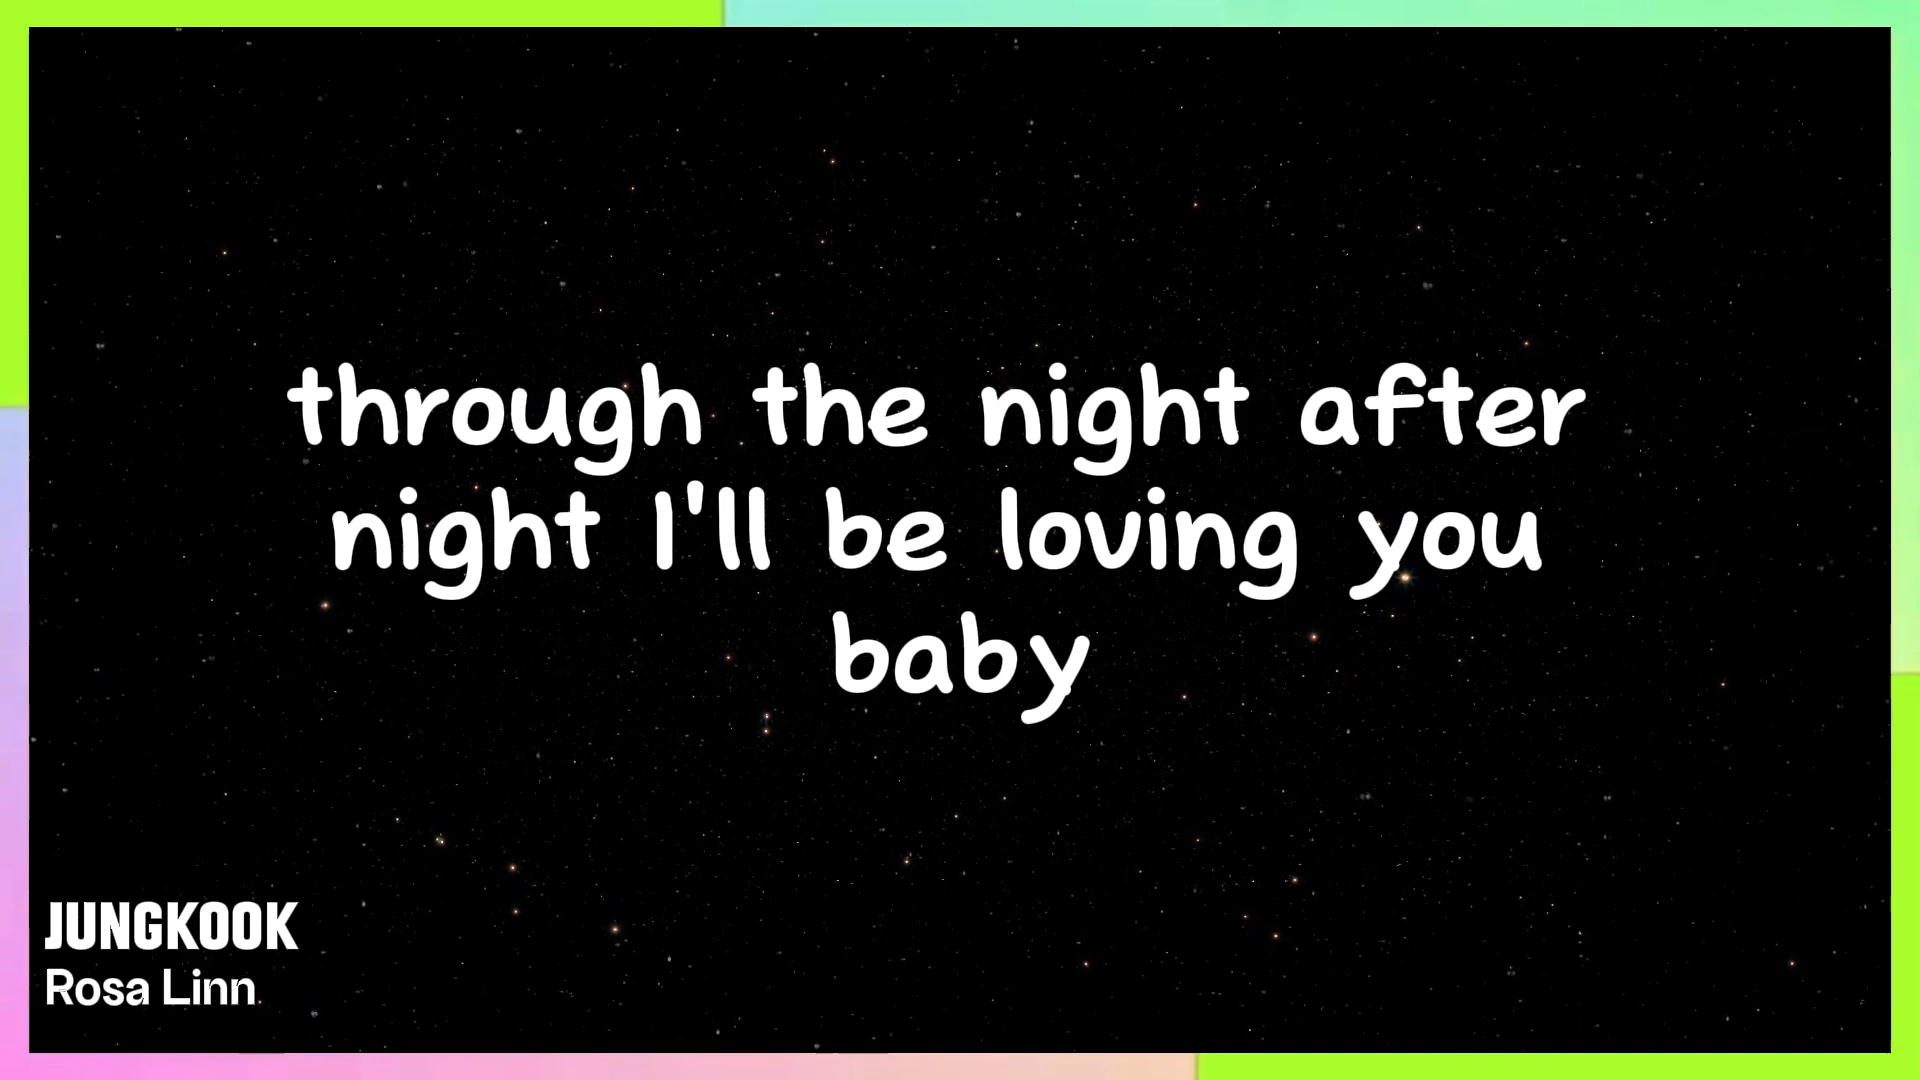 through the night after
night I'll be loving you
baby
JUNGKOOK
Rosa Linn